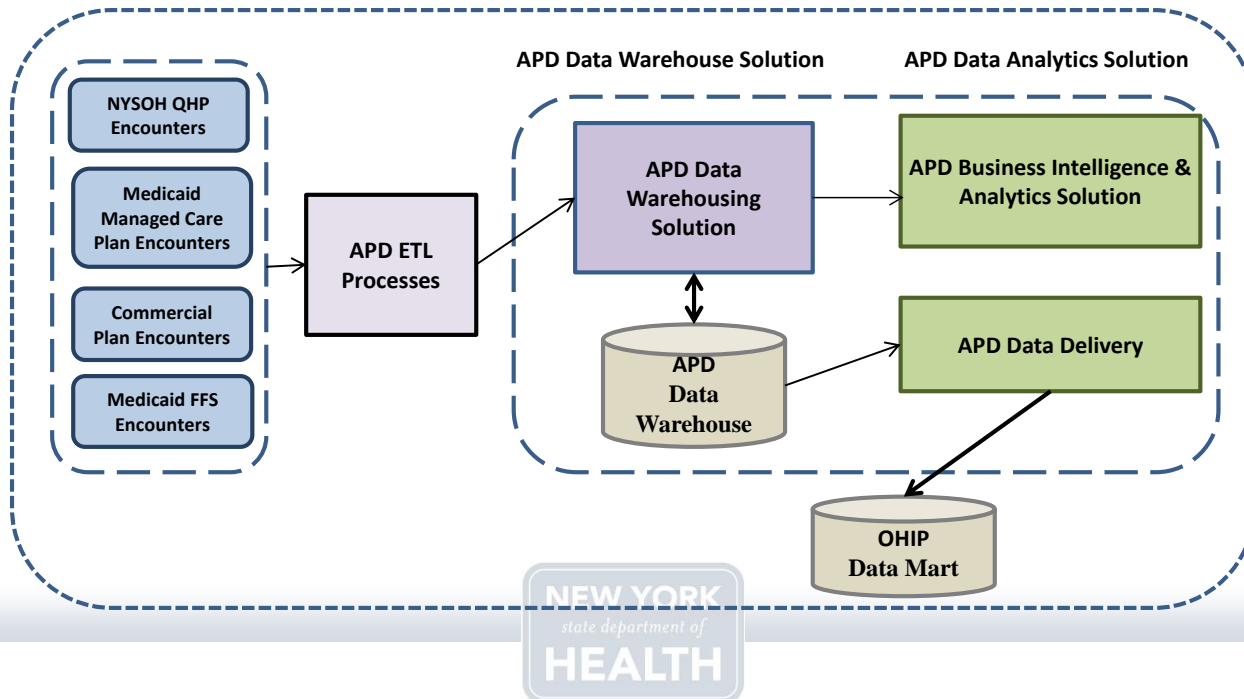 APD Data Warehouse Solution
APD Data Analytics Solution
NYSOH QHP
Encounters
Medicaid
Managed Care
Plan Encounters
Commercial
Plan Encounters
Medicaid FFS
Encounters
APD ETL
Processes
APD Data
Warehousing
Solution
APD
Data
Warehouse
APD Business Intelligence &
Analytics Solution
APD Data Delivery
OHIP
Data Mart
NEW YORK
state department of
HEALTH